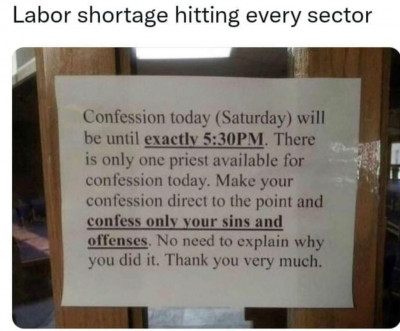 Labor shortage hitting every sector
Confession today (Saturday) will
be until exactly 5:30PM. There
is only one priest available for
confession today. Make your
confession direct to the point and
confess only your sins and
offenses. No need to explain why
you did it. Thank you very much.